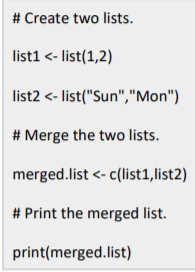 # Create two lists.
list1 <- list(1,2)
list2 <- list("Sun","Mon")
# Merge the two lists.
merged.list <- c(list1,list2)
# Print the merged list.
print(merged.list)